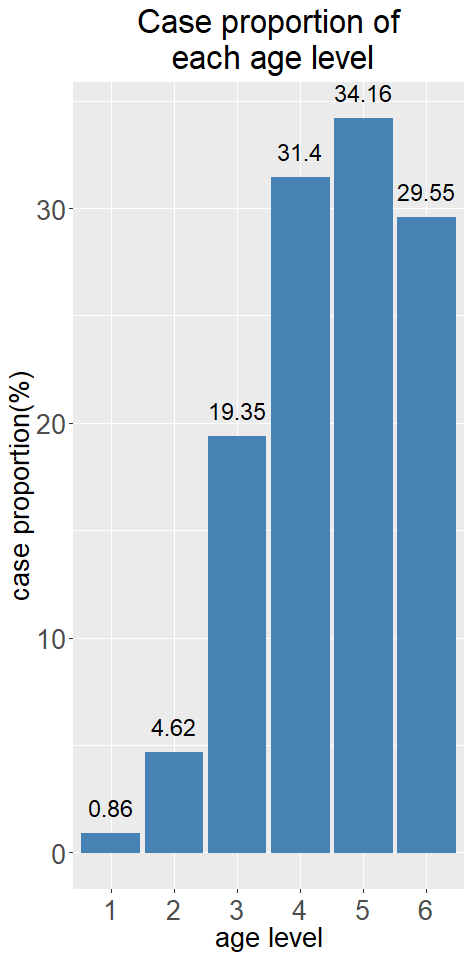 Case proportion of
each age level
34.16
31.4
29.55
19.35
4.62
0.86
case proportion(%)
30
20
10
0
1 2 3 4 5 6
age level